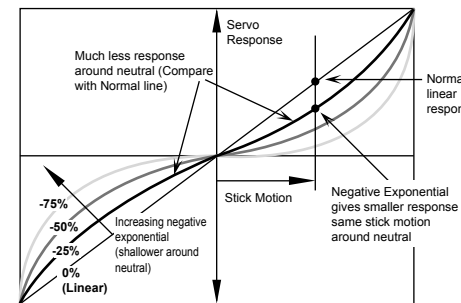 Servo
Response
Much less response
around neutral (Compare
with Normal line)
Norma
linear
respor
Stick Motion
Negative Exponential
gives smaller response
same stick motion
around neutral
-75%
-50%
-25%
0%
(Linear)
Increasing negative
exponential
(shallower around
neutral)